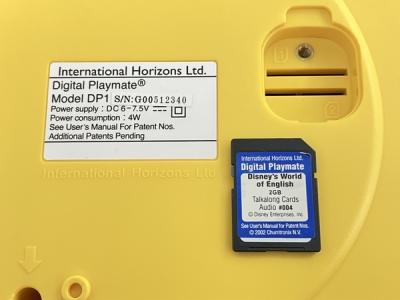 International Horizons Ltd.
Digital Playmate®
Model DP1 S/N:G00512340
Power supply : DC 6-7.5V
Power consumption : 4W
See User's Manual For Patent Nos.
Additional Patents Pending
International Horizons Ltd
International Horizons Ltd.
Digital Playmate
Disney's World
of English
2GB
Talkalong Cards
Audio #004
© Disney Enterprises, Inc
See User's Manual for Patent Nos.
© 2002 Chumtronix N.V.